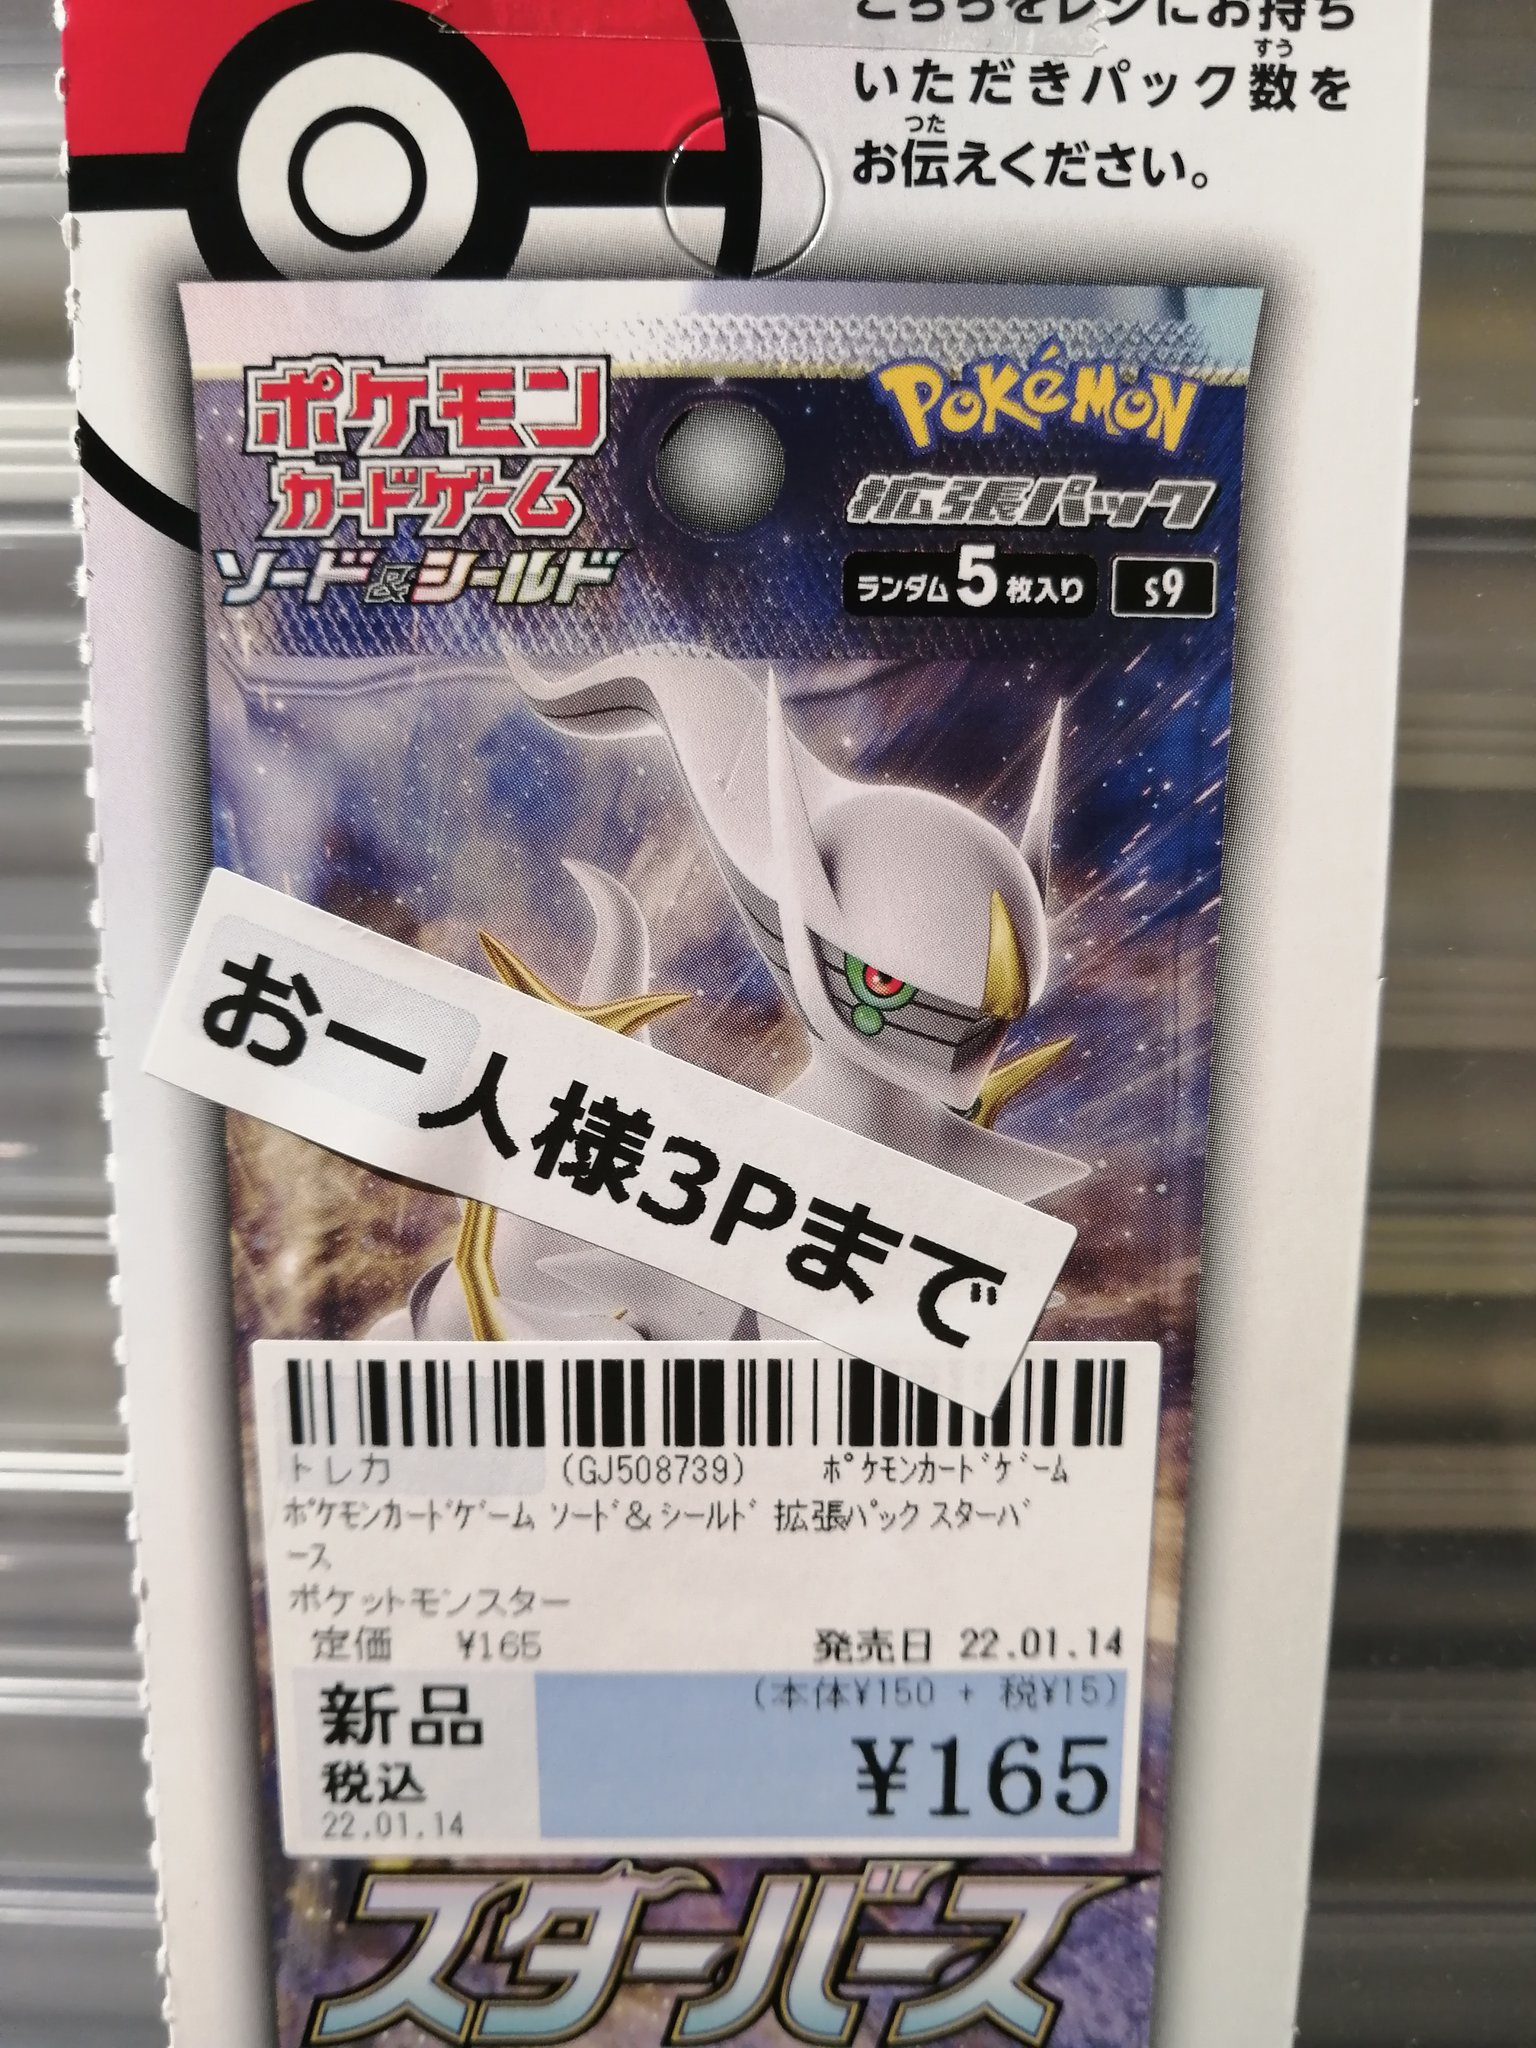 こちらをレジにお持ち
いただきパック数を
すう
お伝えください。
つた
ポケモン
カードゲーム
ソード&シールド
Pokémon
拡張パック
ランダム5枚入り
s9
お一人様3Pまで
トレカ (GJ508739) ポケモンカードゲーム
ポケモンカードゲーム ソード&シールド 拡張パック スターバ
ース
ポケットモンスター
定価 ¥165 発売日 22.01.14
新品 (本体¥150 + 税¥15)
税込 ¥165
22.01.14
スターバース